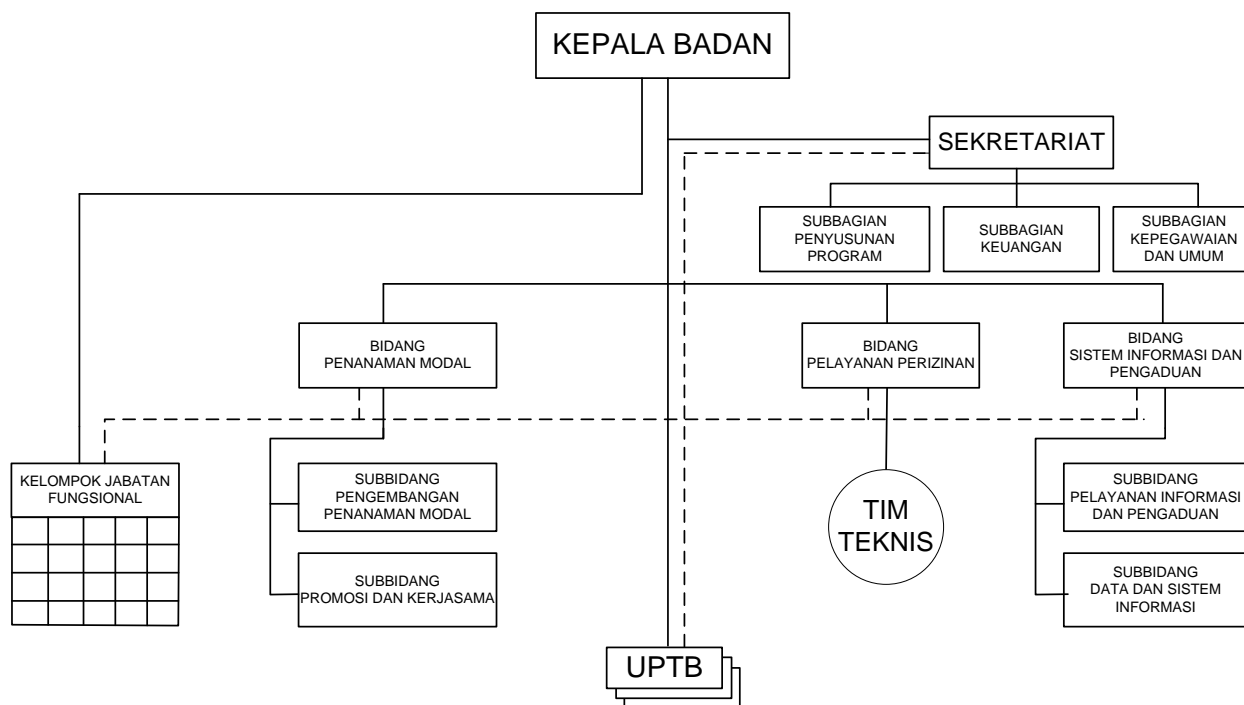 KEPALA BADAN
SEKRETARIAT
SUBBAGIAN
PENYUSUNAN
PROGRAM
SUBBAGIAN
KEUANGAN
SUBBAGIAN
KEPEGAWAIAN
DAN UMUM
BIDANG
PENANAMAN MODAL
BIDANG
PELAYANAN PERIZINAN
BIDANG
SISTEM INFORMASI DAN
PENGADUAN
KELOMPOK JABATAN
FUNGSIONAL
SUBBIDANG
PENGEMBANGAN
PENANAMAN MODAL
TIM
TEKNIS
SUBBIDANG
PELAYANAN INFORMASI
DAN PENGADUAN
SUBBIDANG
PROMOSI DAN KERJASAMA
SUBBIDANG
DATA DAN SISTEM
INFORMASI
UPTB